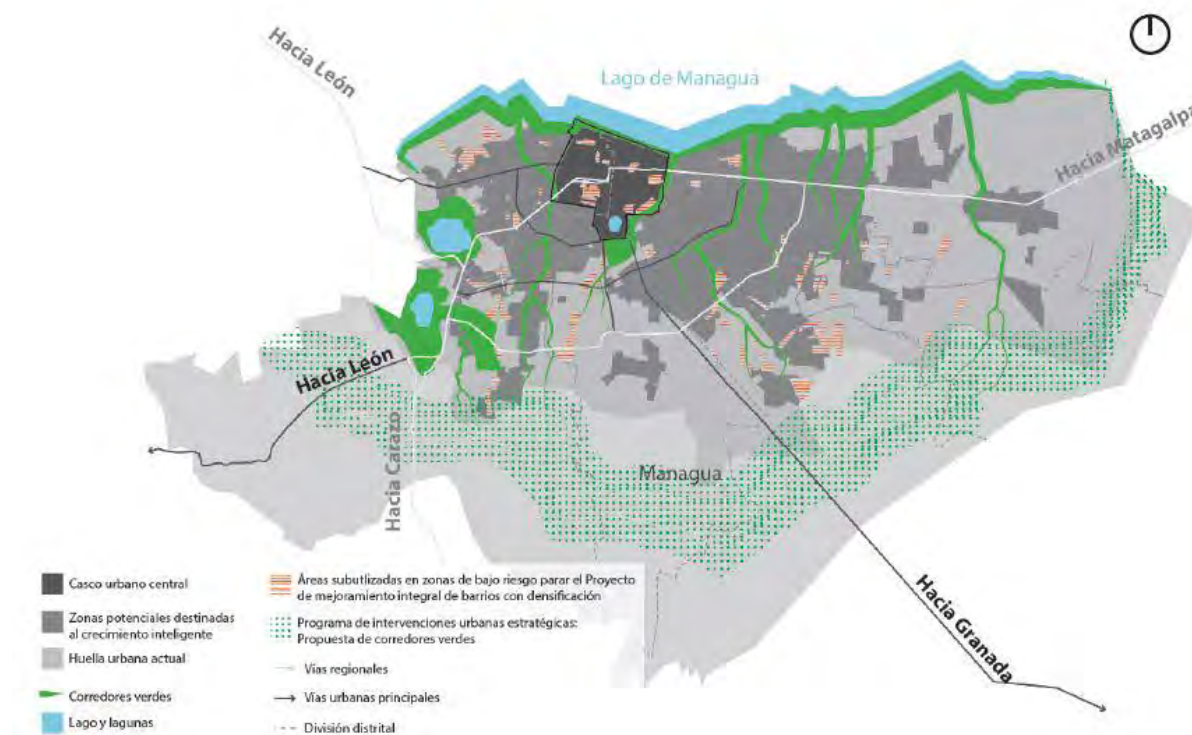 Hacia León
Lago de Managua
Hacia Matagalpa
Hacia León
Hacia Carazo
Managua
Hacia Granada
Casco urbano central
Zonas potenciales destinadas
al crecimiento inteligente
Huella urbana actual
Corredores verdes
Lago y lagunas
Áreas subutlizadas en zonas de bajo riesgo parar el Proyecto
de mejoramiento integral de barrios con densificación
Programa de intervenciones urbanas estratégicas:
Propuesta de corredores verdes
Vías regionales
Vías urbanas principales
División distrital